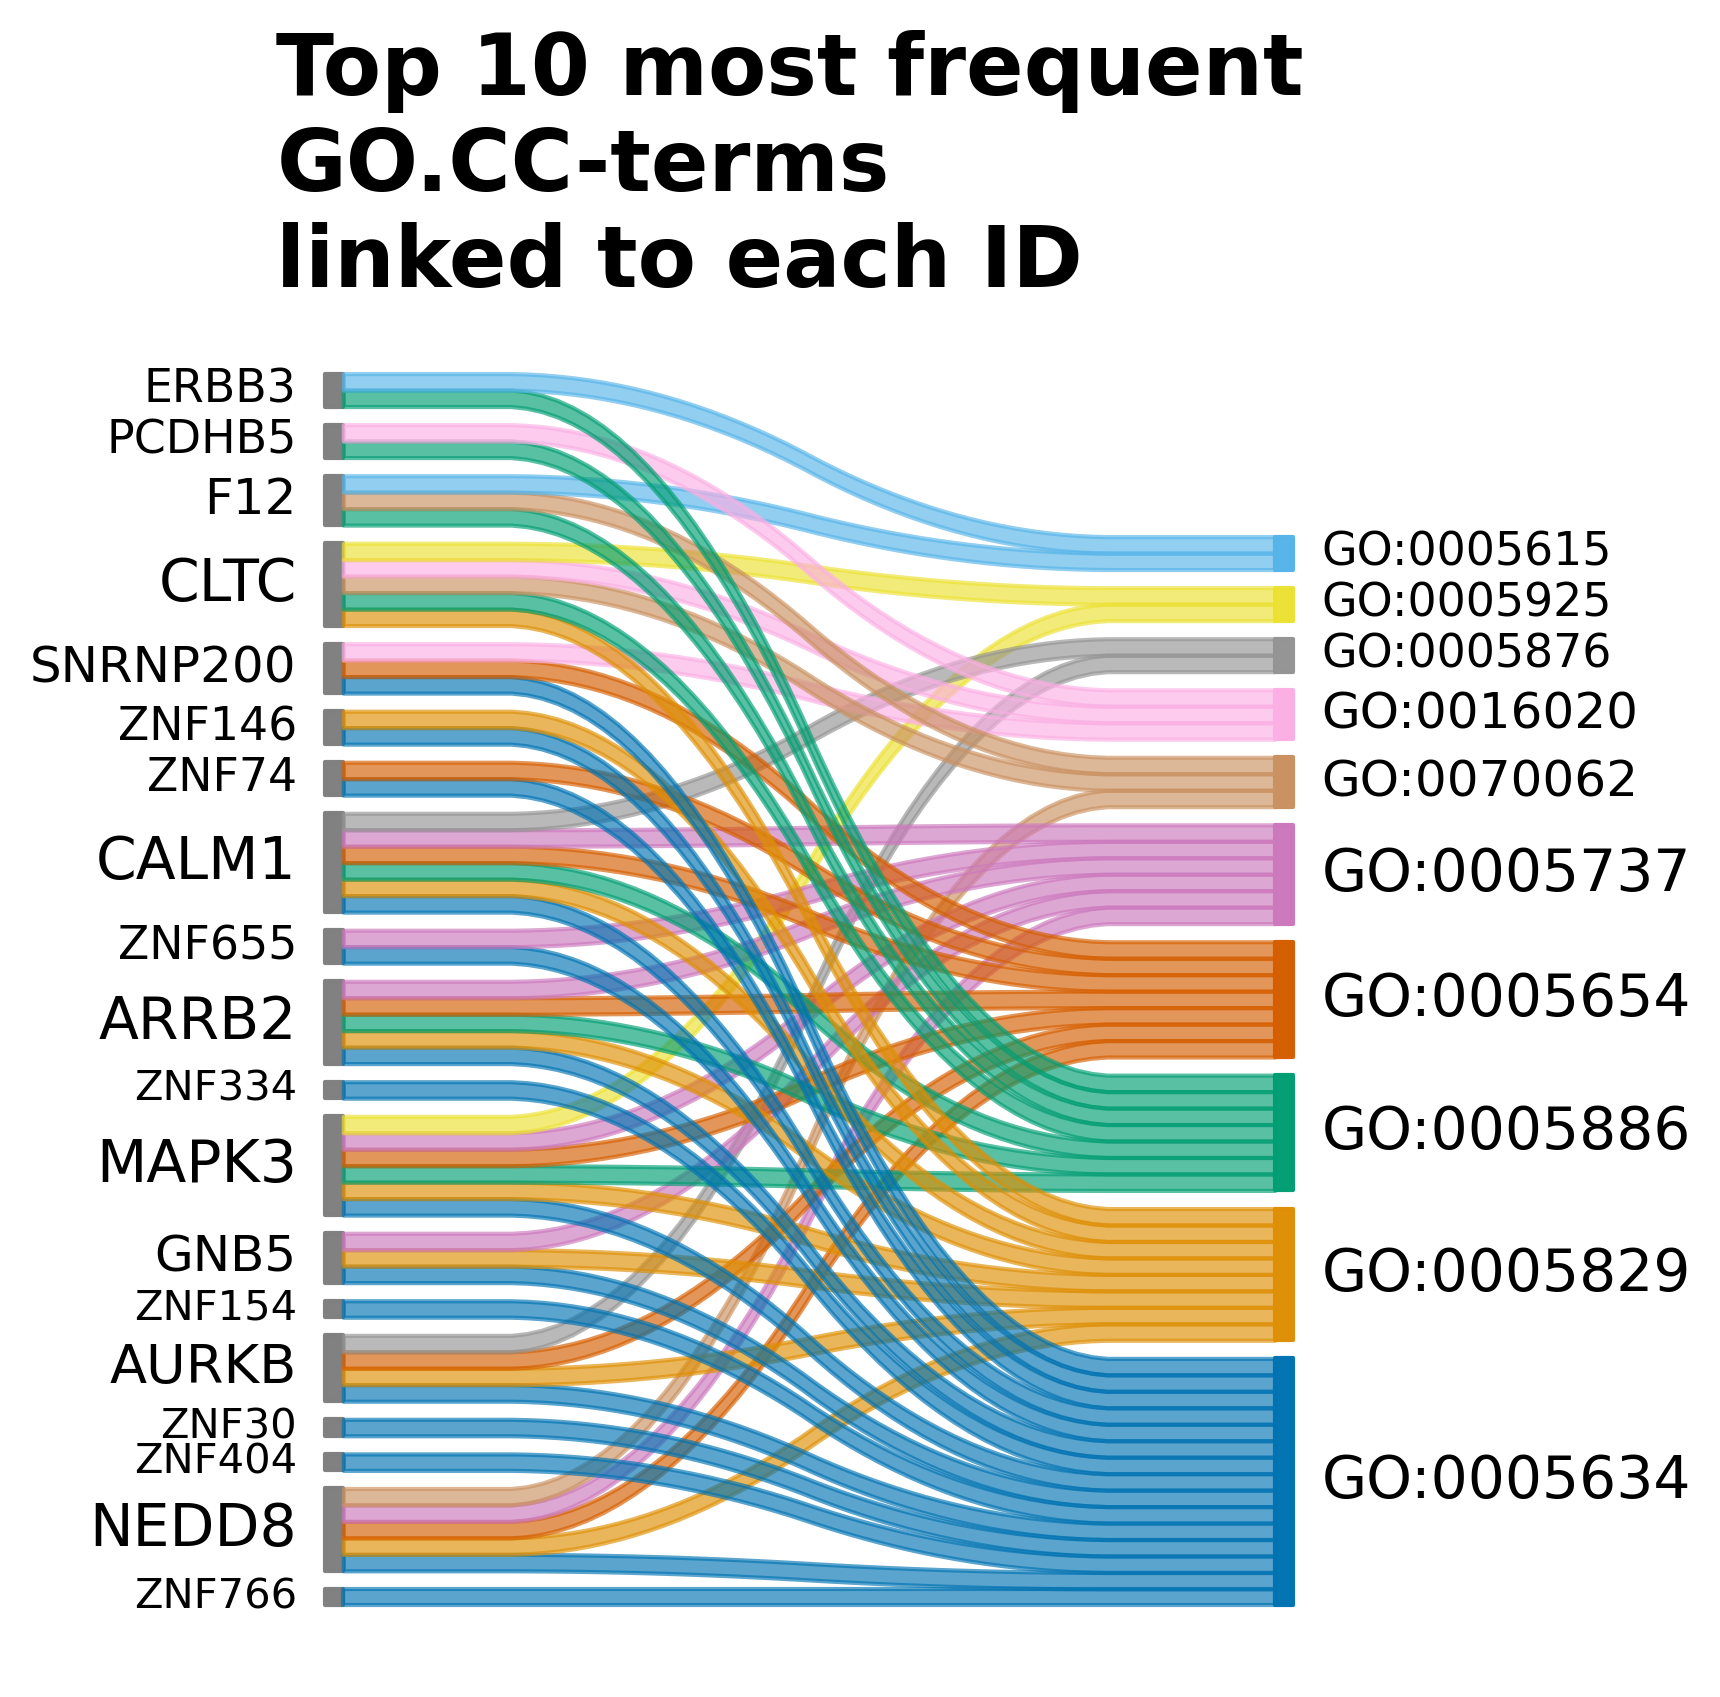 Top 10 most frequent
GO.CC-terms
linked to each ID
ERBB3
PCDHB5
F12
CLTC
SNRNP200
ZNF146
ZNF74
CALM1
ZNF655
ARRB2
ZNF334
MAPK3
GNB5
ZNF154
AURKB
ZNF30
ZNF404
NEDD8
ZNF766
GO:0005615
GO:0005925
GO:0005876
GO:0016020
GO:0070062
GO:0005737
GO:0005654
GO:0005886
GO:0005829
GO:0005634